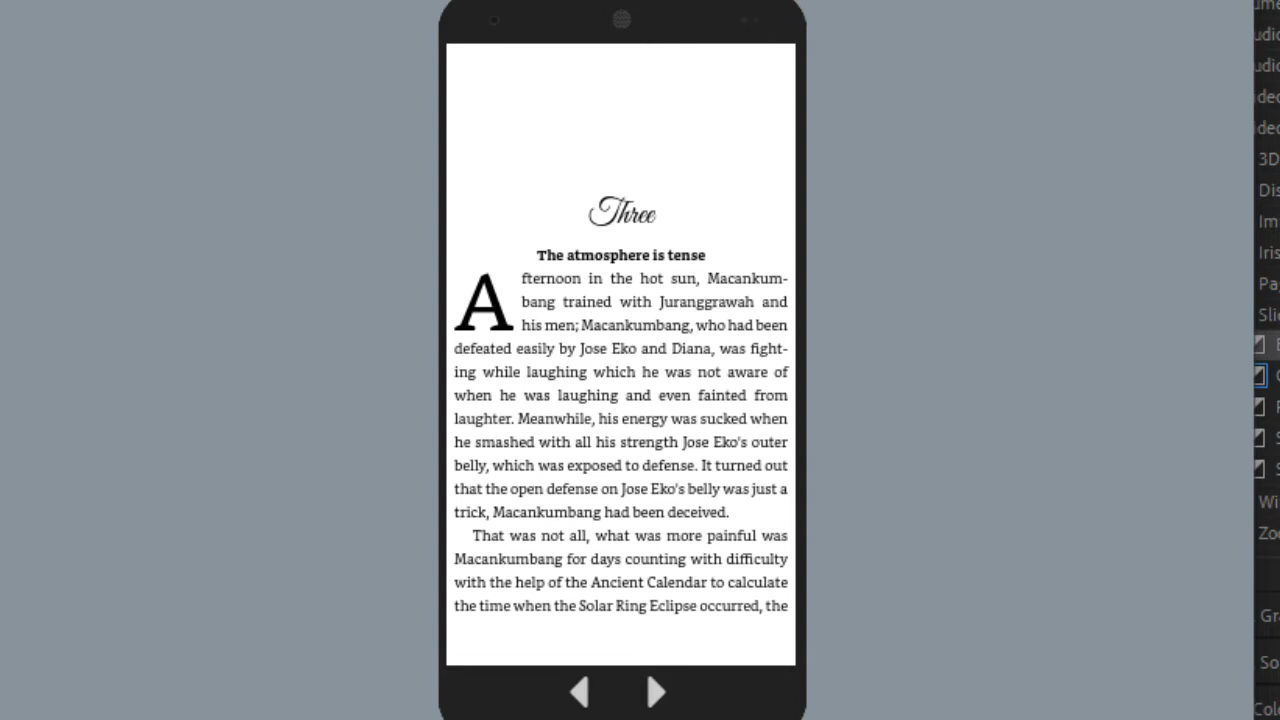 Three
The atmosphere is tense
Afternoon in the hot sun, Macankum-
bang trained with Juranggrawah and
his men; Macankumbang, who had been
defeated easily by Jose Eko and Diana, was fight-
ing while laughing which he was not aware of
when he was laughing and even fainted from
laughter. Meanwhile, his energy was sucked when
he smashed with all his strength Jose Eko's outer
belly, which was exposed to defense. It turned out
that the open defense on Jose Eko's belly was just a
trick, Macankumbang had been deceived.
That was not all, what was more painful was
Macankumbang for days counting with difficulty
with the help of the Ancient Calendar to calculate
the time when the Solar Ring Eclipse occurred, the
3D